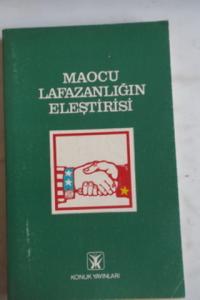 MAOCU
LAFAZANLIĞIN
ELEŞTİRİSİ
KONUK YAYINLARI